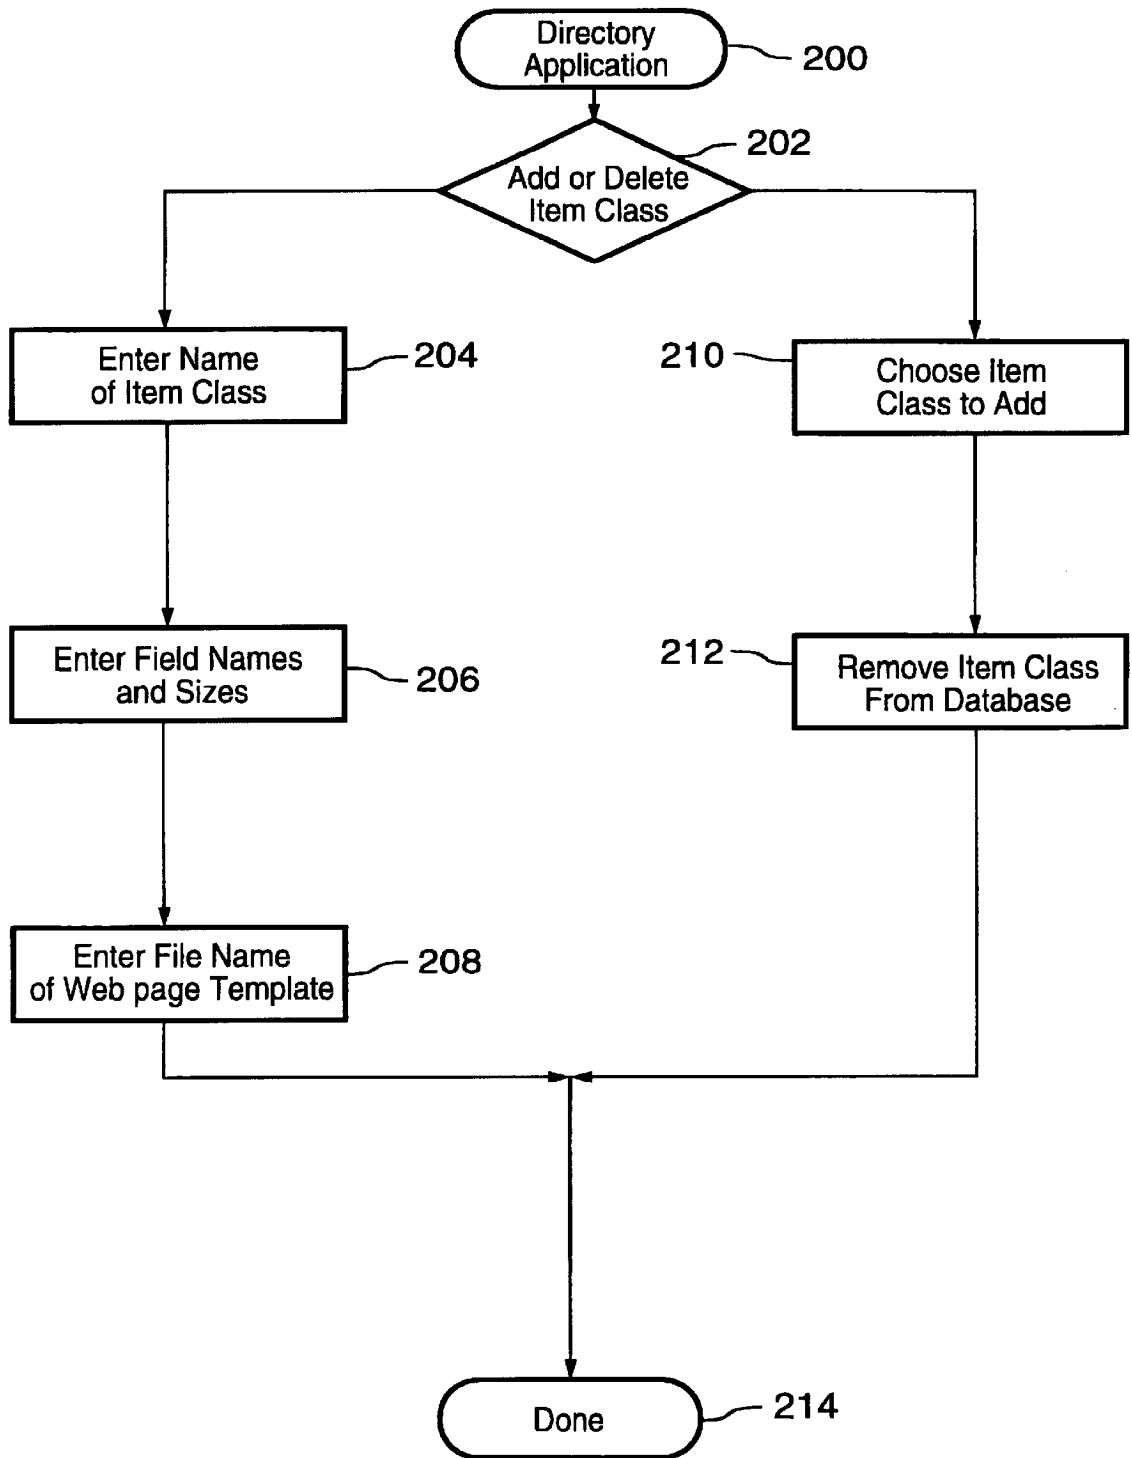 Directory
Application
200
202
Add or Delete
Item Class
Enter Name
of Item Class
204
210
Choose Item
Class to Add
Enter Field Names
and Sizes
206
212
Remove Item Class
From Database
Enter File Name
of Web page Template
208
Done
214